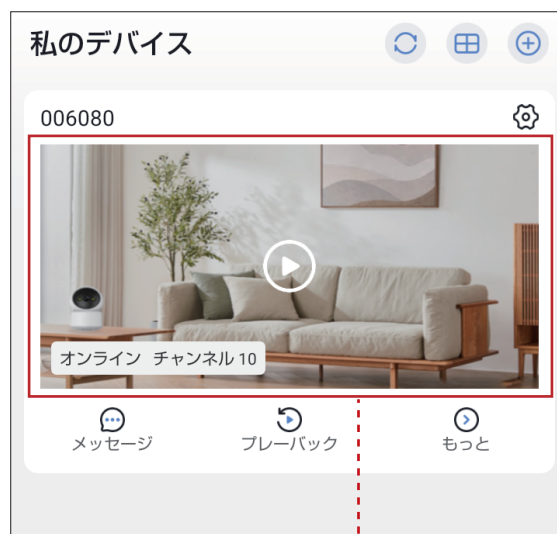 私のデバイス
006080
オンライン チャンネル 10
メッセージ
プレーバック
もっと